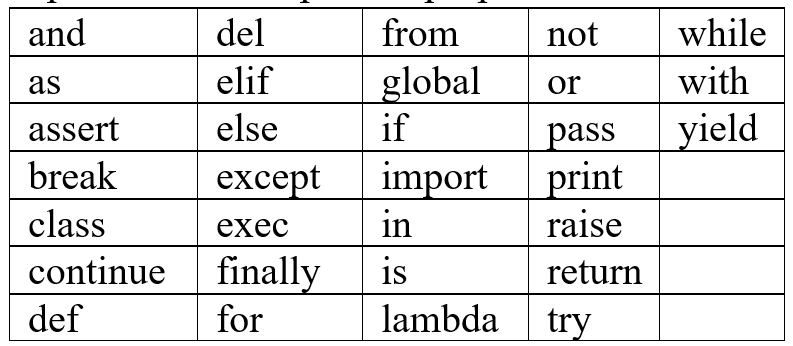 and del from not while
as elif global or with
assert else if pass yield
break except import print
class exec in raise
continue finally is return
def for lambda try